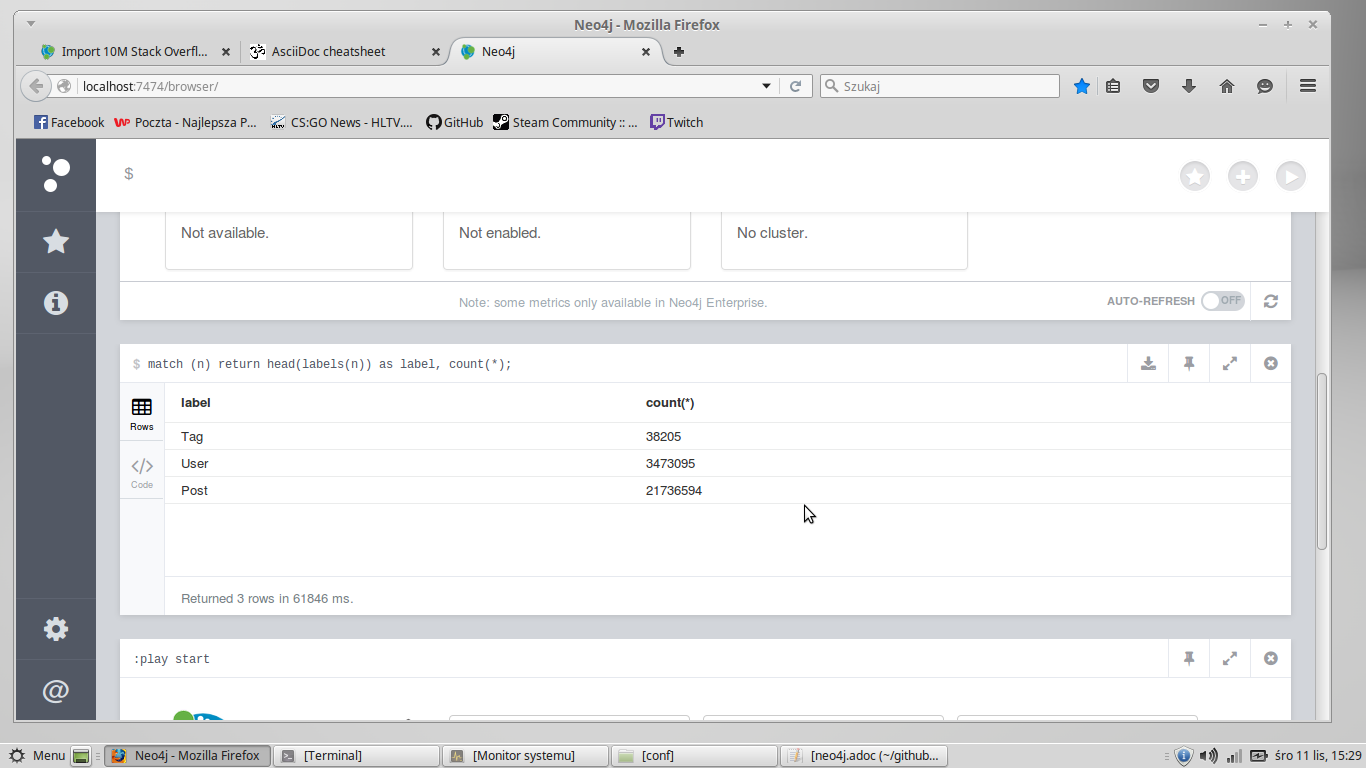 Neo4j - Mozilla Firefox
Import 10M Stack Overfl... AsciiDoc cheatsheet Neo4j
localhost:7474/browser/ Szukaj
Facebook Poczta - Najlepsza P... CS:GO News - HLTV.... GitHub Steam Community :: ... Twitch
$
Not available. Not enabled. No cluster.
Note: some metrics only available in Neo4j Enterprise. AUTO-REFRESH OFF
$ match (n) return head(labels(n)) as label, count(*);
Rows
Code
label count(*)
Tag 38205
User 3473095
Post 21736594
Returned 3 rows in 61846 ms.
:play start
Menu Neo4j - Mozilla Firefox [Terminal] [Monitor systemu] [conf] [neo4j.adoc (~/github... śro 11 lis, 15:29